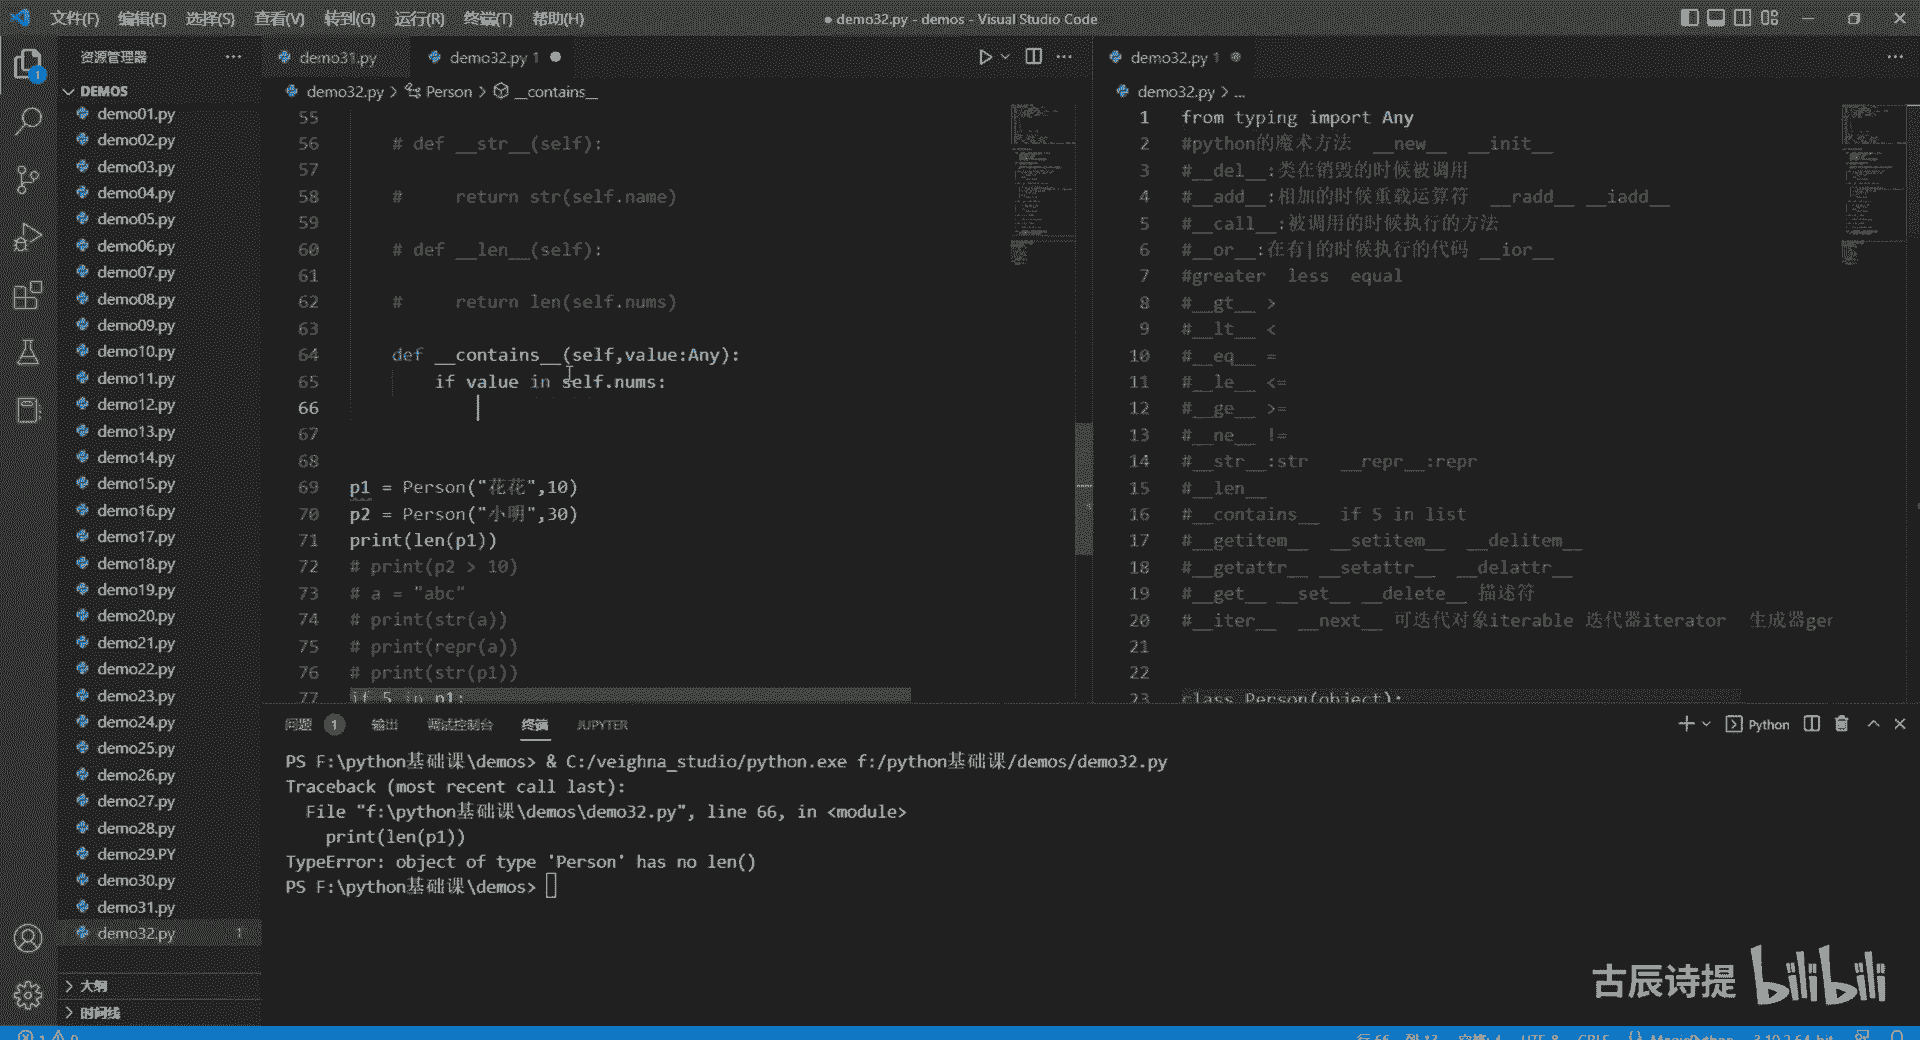 文件(F) 编辑(E) 选择(S) 查看(V) 转到(G) 运行(R) 终端(T) 帮助(H)
● demo32.py - demos - Visual Studio Code
资源管理器
DEMOS
demo01.py
demo02.py
demo03.py
demo04.py
demo05.py
demo06.py
demo07.py
demo08.py
demo09.py
demo10.py
demo11.py
demo12.py
demo13.py
demo14.py
demo15.py
demo16.py
demo17.py
demo18.py
demo19.py
demo20.py
demo21.py
demo22.py
demo23.py
demo24.py
demo25.py
demo26.py
demo27.py
demo28.py
demo29.PY
demo30.py
demo31.py
demo32.py 1
大纲
时间线
1
demo31.py demo32.py 1 ●
demo32.py > Person > __contains__
55
56 # def __str__(self):
57
58 #     return str(self.name)
59
60 # def __len__(self):
61
62 #     return len(self.nums)
63
64 def __contains__(self,value:Any):
65 if value in self.nums:
66
67
68
69 p1 = Person("花花",10)
70 p2 = Person("小明",30)
71 print(len(p1))
72 # print(p2 > 10)
73 # a = "abc"
74 # print(str(a))
75 # print(repr(a))
76 # print(str(p1))
77 if 5 in p1:
demo32.py 1
demo32.py > ...
1 from typing import Any
2 #python的魔术方法  __new__  __init__
3 #__del__:类在销毁的时候被调用
4 #__add__:相加的时候重载运算符  __radd__ __iadd__
5 #__call__:被调用的时候执行的方法
6 #__or__:在有|的时候执行的代码 __ior__
7 #greater  less  equal
8 #__gt__ >
9 #__lt__ <
10 #__eq__ =
11 #__le__ <=
12 #__ge__ >=
13 #__ne__ !=
14 #__str__:str   __repr__:repr
15 #__len__
16 #__contains__  if 5 in list
17 #__getitem__  __setitem__  __delitem__
18 #__getattr__ __setattr__  __delattr__
19 #__get__ __set__ __delete__ 描述符
20 #__iter__  __next__ 可迭代对象iterable 迭代器iterator  生成器ger
21
22
23 class Person(object):
问题 1 输出 调试控制台 终端 JUPYTER
Python
PS F:\python基础课\demos> & C:/veighna_studio/python.exe f:/python基础课/demos/demo32.py
Traceback (most recent call last):
File "f:\python基础课\demos\demo32.py", line 66, in <module>
print(len(p1))
TypeError: object of type 'Person' has no len()
PS F:\python基础课\demos>
古辰诗提 bilibili